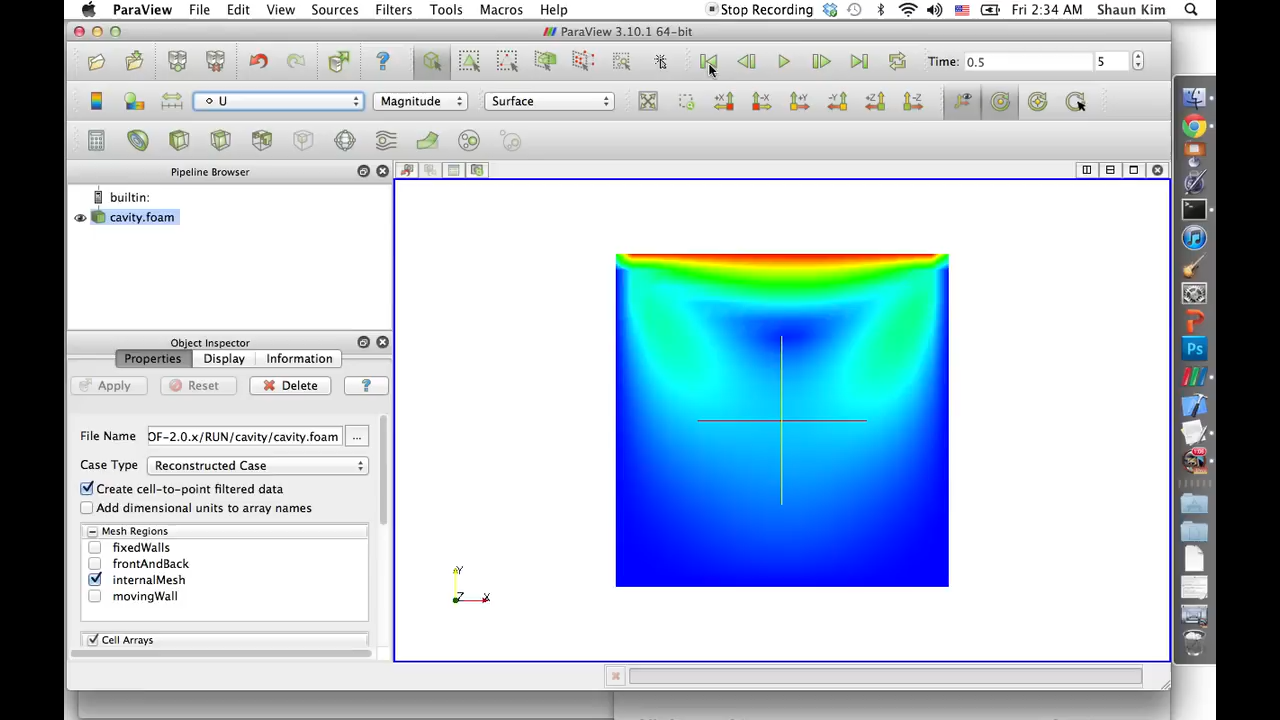 ParaView File Edit View Sources Filters Tools Macros Help Stop Recording Fri 2:34 AM Shaun Kim
ParaView 3.10.1 64-bit
Time: 0.5 5
U Magnitude Surface +X -X +Y -Y +Z -Z
Pipeline Browser
builtin:
cavity.foam
Object Inspector
Properties Display Information
Apply Reset Delete ?
File Name OF-2.0.x/RUN/cavity/cavity.foam ...
Case Type Reconstructed Case
Create cell-to-point filtered data
Add dimensional units to array names
Mesh Regions
fixedWalls
frontAndBack
internalMesh
movingWall
Cell Arrays
Y
Z X
Ps